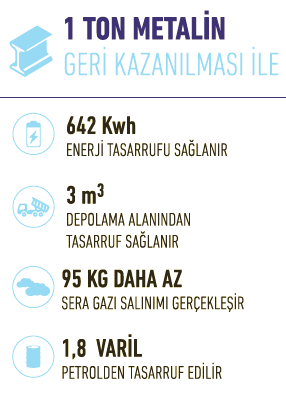 1 TON METALİN
GERİ KAZANILMASI İLE
642 Kwh
ENERJİ TASARRUFU SAĞLANIR
3 m³
DEPOLAMA ALANINDAN
TASARRUF SAĞLANIR
95 KG DAHA AZ
SERA GAZI SALINIMI GERÇEKLEŞİR
1,8 VARİL
PETROLDEN TASARRUF EDİLİR